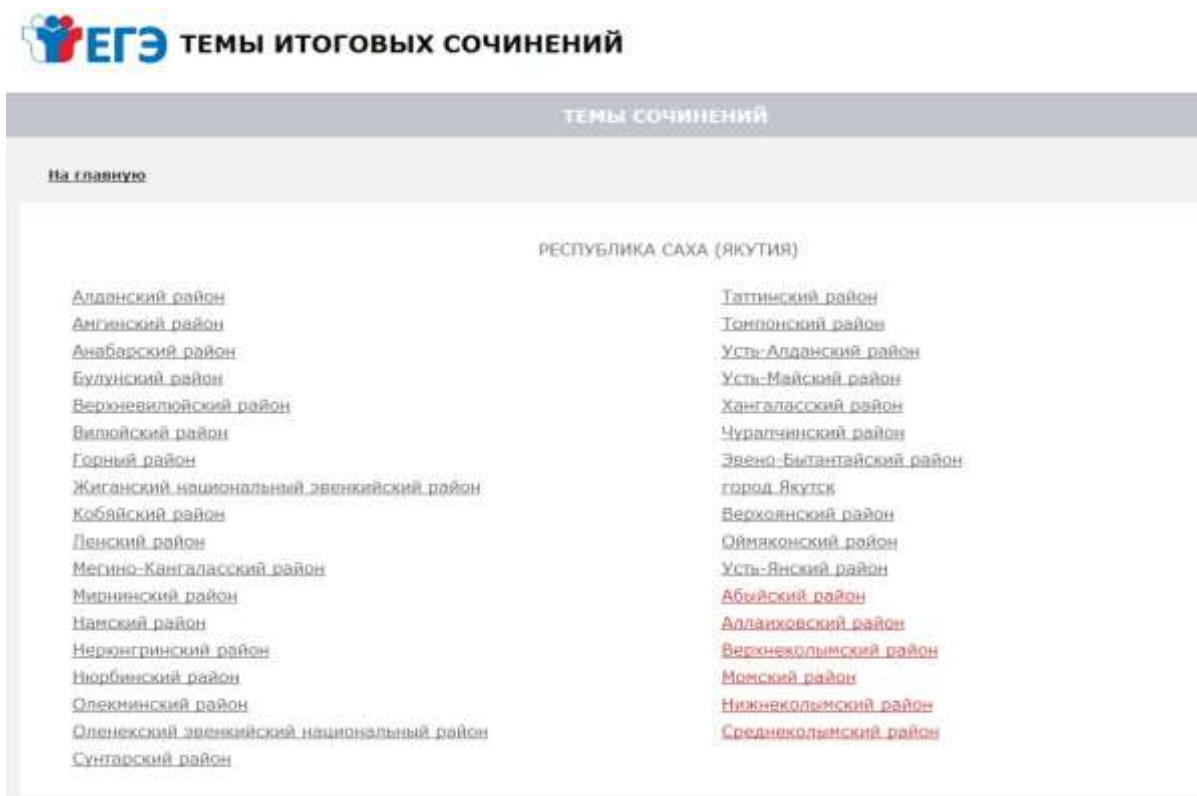 ЕГЭ ТЕМЫ ИТОГОВЫХ СОЧИНЕНИЙ
ТЕМЫ СОЧИНЕНИЙ
На главную
РЕСПУБЛИКА САХА (ЯКУТИЯ)
Алданский район
Амгинский район
Анабарский район
Булунский район
Верхневилюйский район
Вилюйский район
Горный район
Жиганский национальный эвенкийский район
Кобяйский район
Ленский район
Мегино-Кангаласский район
Мирнинский район
Намский район
Нерюнгринский район
Нюрбинский район
Олекминский район
Оленекский эвенкийский национальный район
Сунтарский район
Таттинский район
Томпонский район
Усть-Алданский район
Усть-Майский район
Хангаласский район
Чурапчинский район
Эвено-Бытантайский район
город Якутск
Верхоянский район
Оймяконский район
Усть-Янский район
Абыйский район
Аллаиховский район
Верхнеколымский район
Момский район
Нижнеколымский район
Среднеколымский район